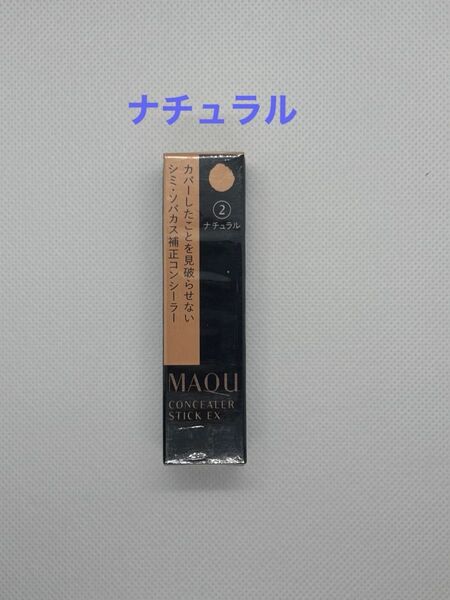 ナチュラル
カバーしたことを見破らせない
シミ・ソバカス補正コンシーラー
②
ナチュラル
MAQU
CONCEALER
STICK EX